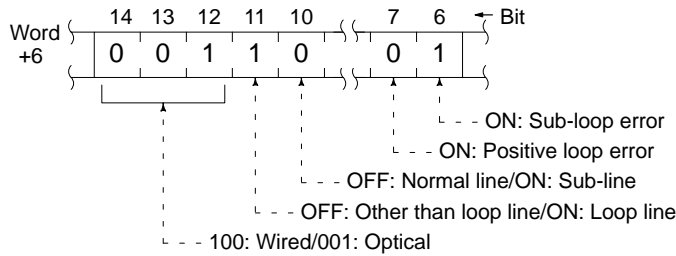 14 13 12 11 10 7 6 Bit
Word
+6
0 0 1 1 0 0 1
ON: Sub-loop error
ON: Positive loop error
OFF: Normal line/ON: Sub-line
OFF: Other than loop line/ON: Loop line
100: Wired/001: Optical